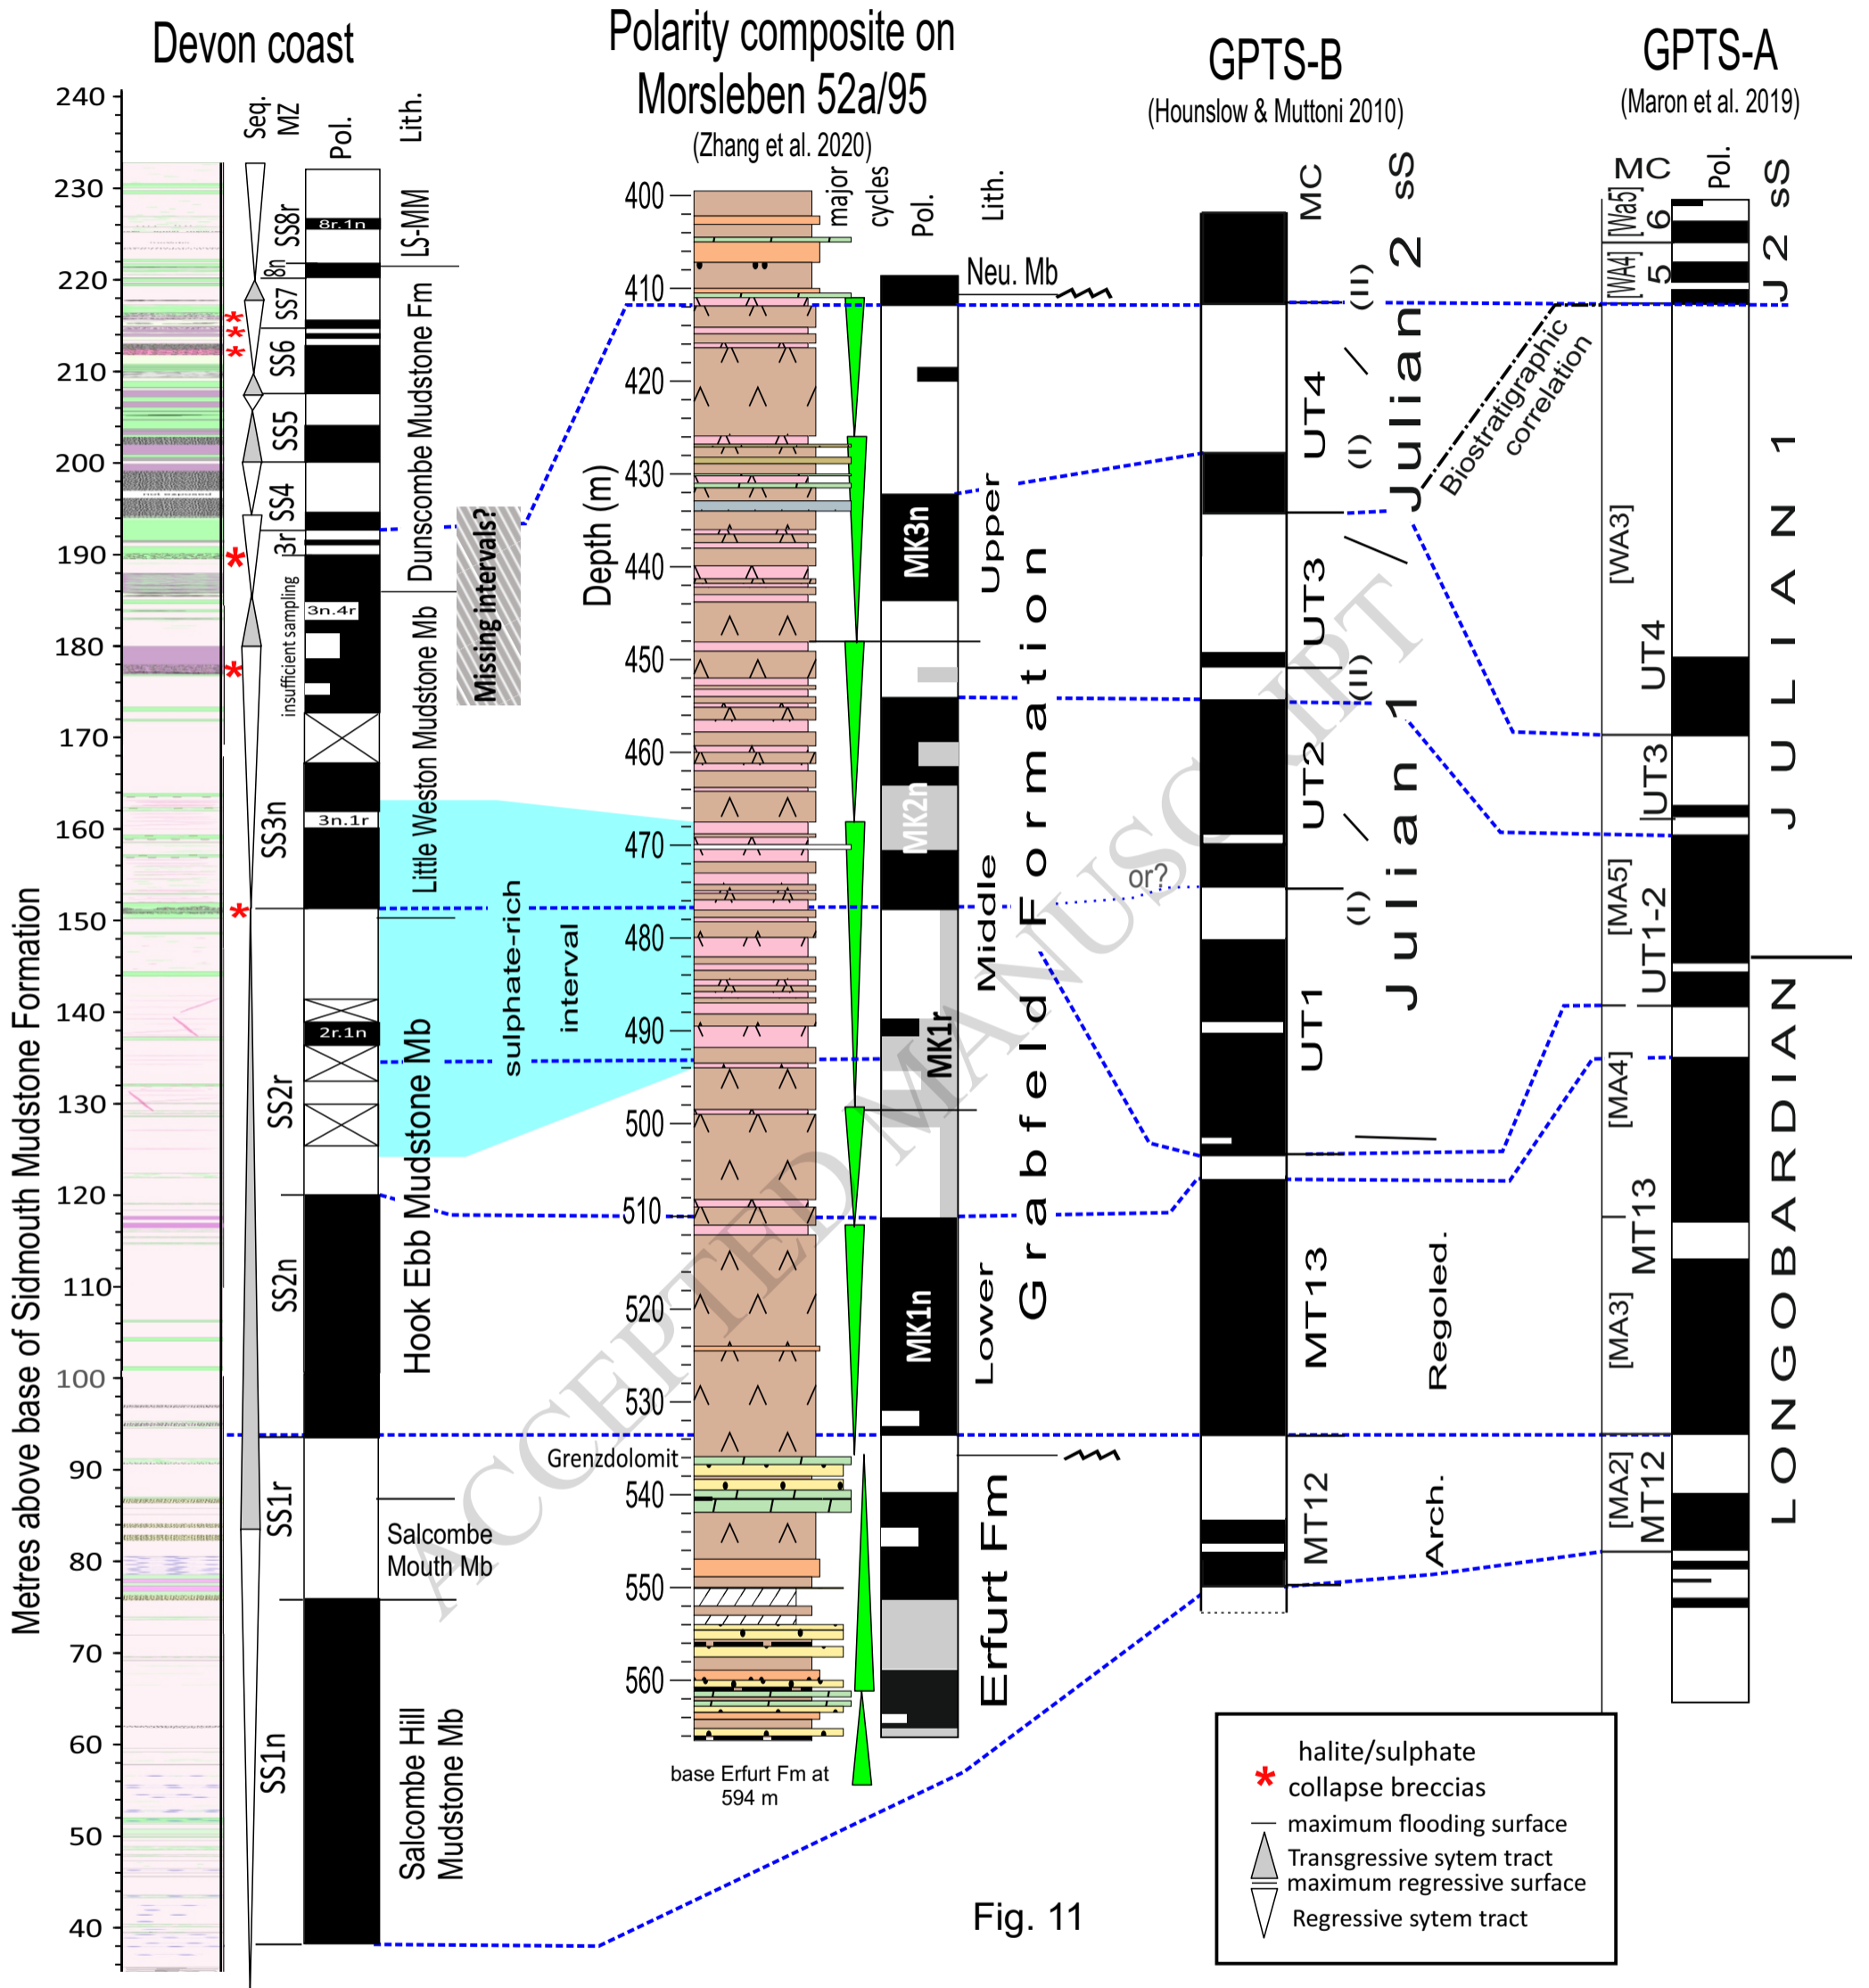 Devon coast
Polarity composite on
Morsleben 52a/95
(Zhang et al. 2020)
GPTS-B
(Hounslow & Muttoni 2010)
GPTS-A
(Maron et al. 2019)
Metres above base of Sidmouth Mudstone Formation
240
230
220
210
200
190
180
170
160
150
140
130
120
110
100
90
80
70
60
50
40
not exposed
Seq.
MZ
Pol.
Lith.
SS8r
8n
SS7
SS6
SS5
SS4
3r
insufficient sampling
SS3n
SS2r
SS2n
SS1r
SS1n
8r.1n
3n.4r
3n.1r
2r.1n
LS-MM
Dunscombe Mudstone Fm
Little Weston Mudstone Mb
Hook Ebb Mudstone Mb
Salcombe
Mouth Mb
Salcombe Hill
Mudstone Mb
Missing intervals?
sulphate-rich
interval
Depth (m)
400
410
420
430
440
450
460
470
480
490
500
510
520
530
540
550
560
Grenzdolomit
base Erfurt Fm at
594 m
major
cycles
Pol.
Lith.
MK3n
MK2n
MK1r
MK1n
Neu. Mb
Upper
Middle
Lower
Grabfeld Formation
Erfurt Fm
or?
MC
sS
UT4
UT3
UT2
UT1
MT13
MT12
(II)
/
(I)
Julian 2
(II)
/
(I)
Julian 1
Regoled.
Arch.
Biostratigraphic
correlation
MC
Pol.
sS
[Wa5]
6
[WA4]
5
[WA3]
UT4
UT3
[MA5]
UT1-2
[MA4]
MT13
[MA3]
[MA2]
MT12
J 2
JULIAN 1
LONGOBARDIAN
ACCEPTED MANUSCRIPT
halite/sulphate
* collapse breccias
maximum flooding surface
Transgressive sytem tract
maximum regressive surface
Regressive sytem tract
Fig. 11